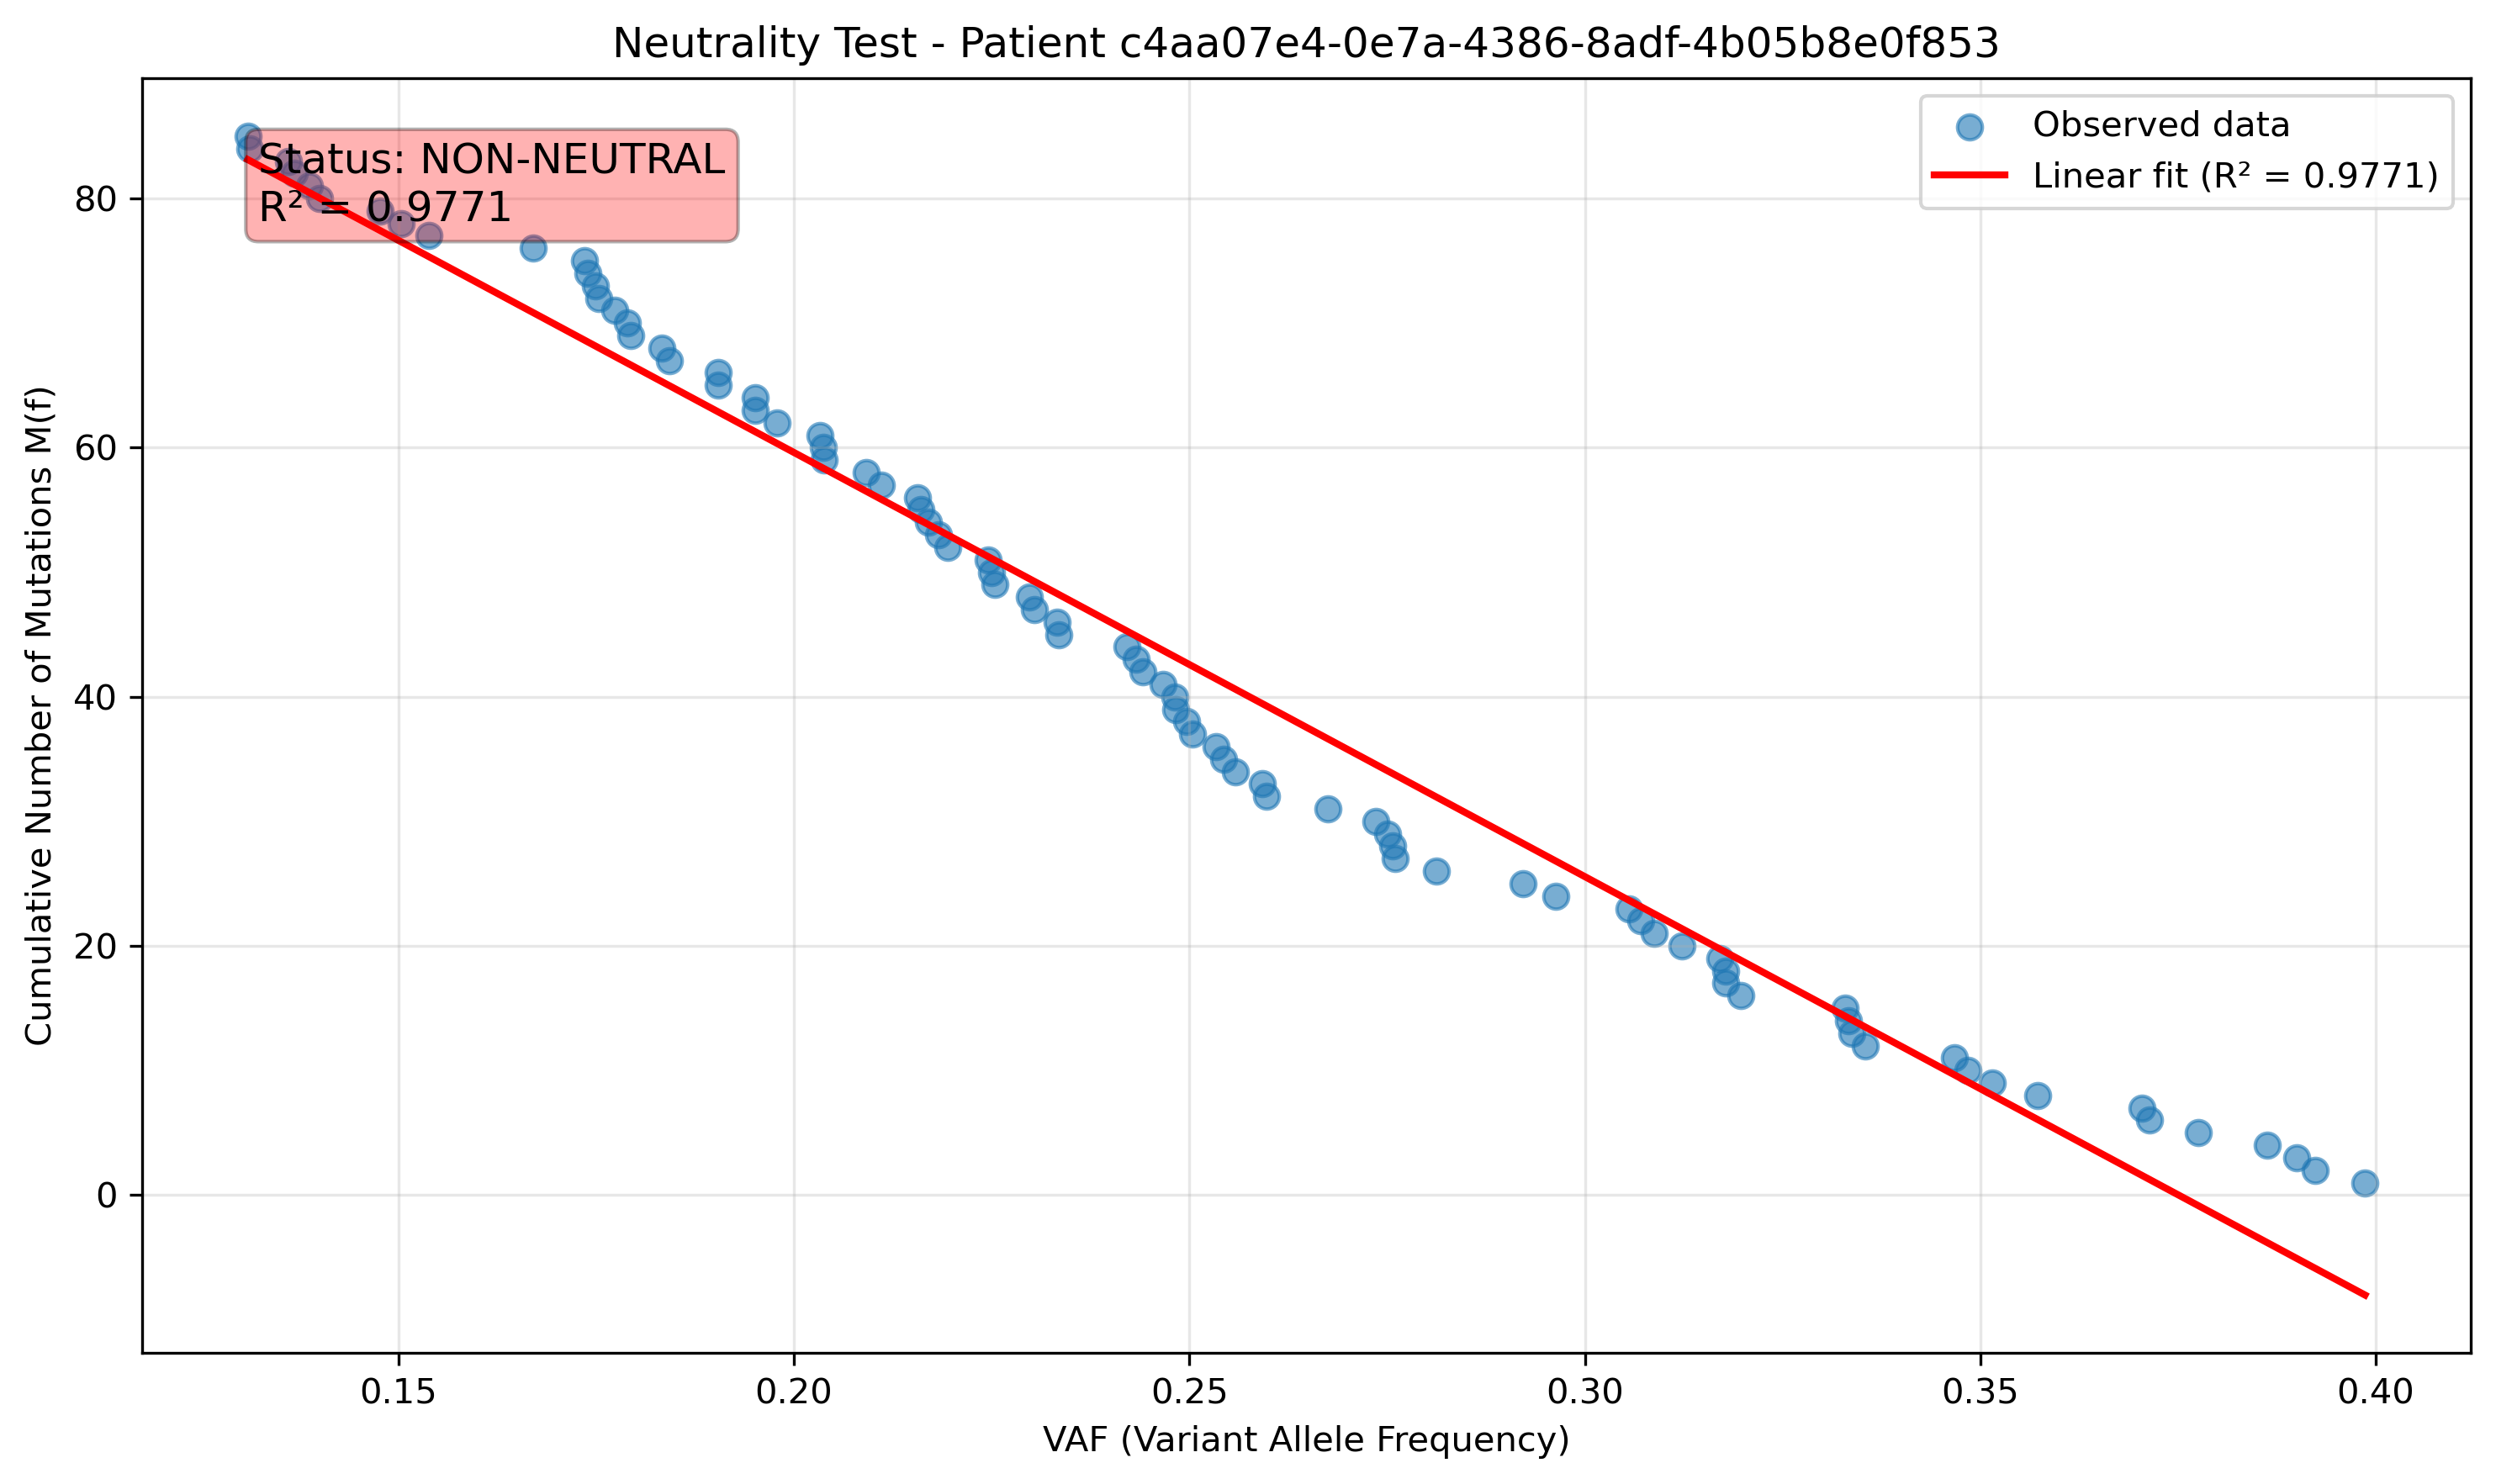 Neutrality Test - Patient c4aa07e4-0e7a-4386-8adf-4b05b8e0f853
Status: NON-NEUTRAL
R² = 0.9771
Observed data
Linear fit (R² = 0.9771)
Cumulative Number of Mutations M(f)
80
60
40
20
0
0.15
0.20
0.25
0.30
0.35
0.40
VAF (Variant Allele Frequency)